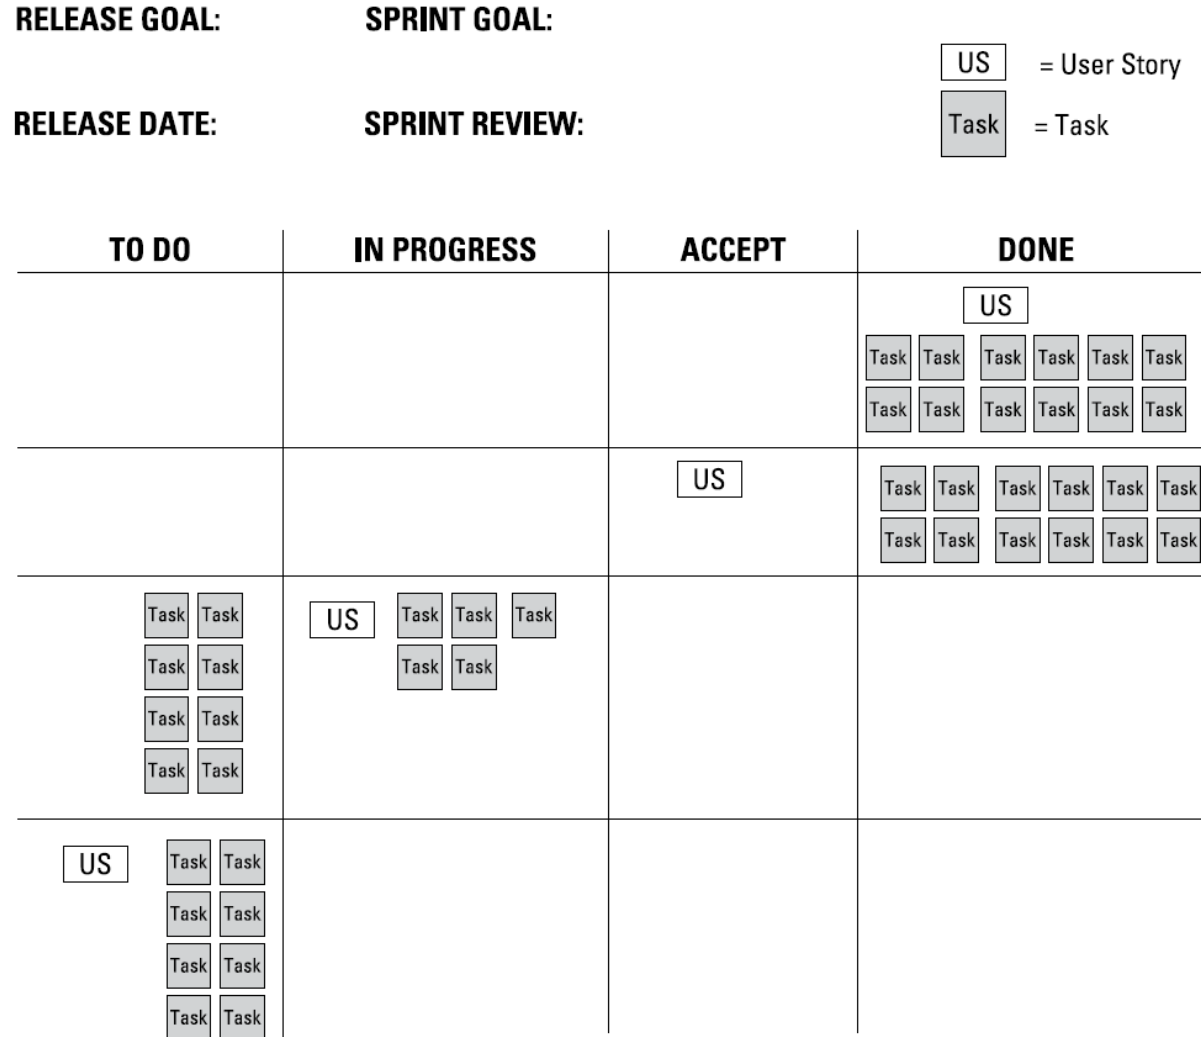 RELEASE GOAL: SPRINT GOAL:
US = User Story
RELEASE DATE: SPRINT REVIEW:
Task = Task
TO DO IN PROGRESS ACCEPT DONE
US
Task Task Task Task Task Task
Task Task Task Task Task Task
US Task Task Task Task Task Task
Task Task Task Task Task Task
Task Task US Task Task Task
Task Task Task Task
Task Task
Task Task
US Task Task
Task Task
Task Task
Task Task